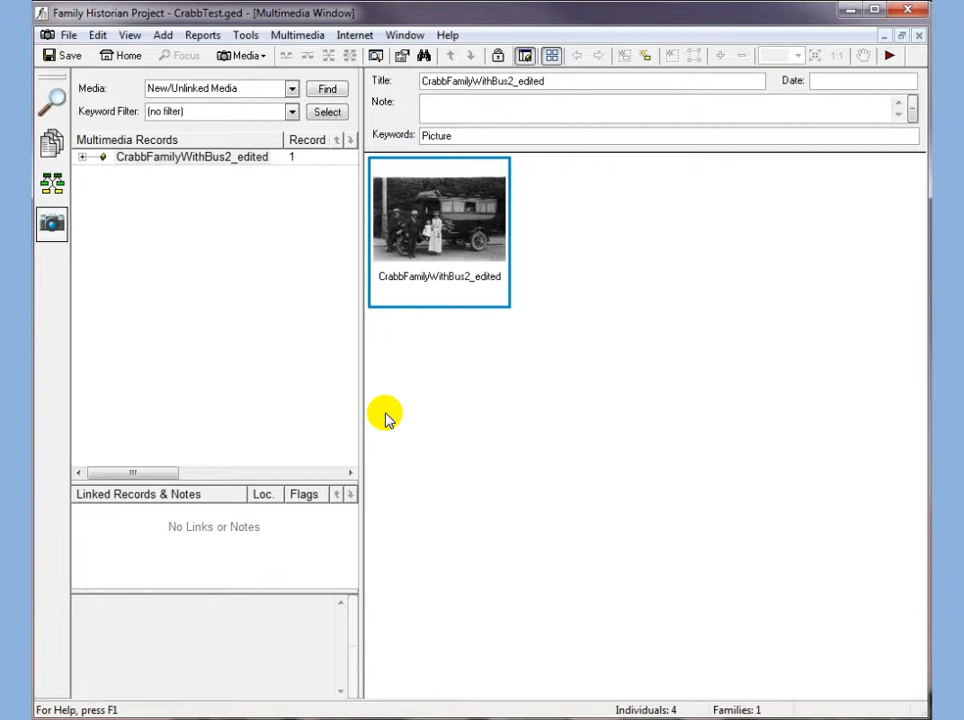 Family Historian Project - CrabbTest.ged - [Multimedia Window]
File Edit View Add Reports Tools Multimedia Internet Window Help
Save Home Focus Media 1:1
Media: New/Unlinked Media Find
Keyword Filter: (no filter) Select
Multimedia Records Record
CrabbFamilyWithBus2_edited 1
Linked Records & Notes Loc. Flags
No Links or Notes
Title: CrabbFamilyWithBus2_edited Date:
Note:
...
Keywords: Picture
CrabbFamilyWithBus2_edited
For Help, press F1 Individuals: 4 Families: 1